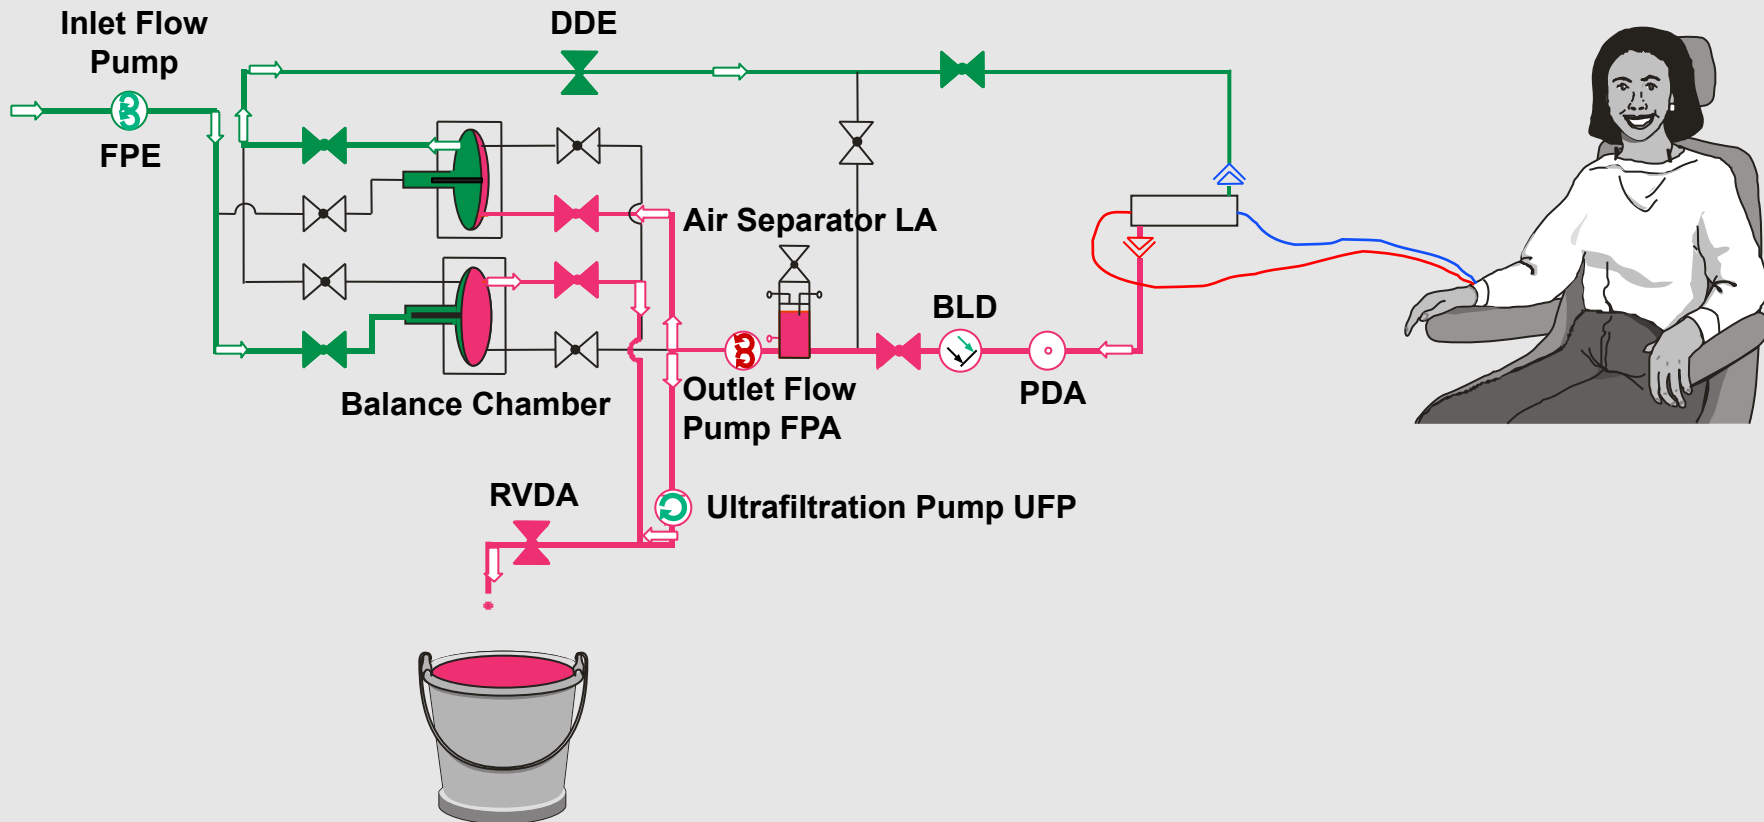 Inlet Flow
Pump
FPE
DDE
Air Separator LA
BLD
PDA
Balance Chamber
Outlet Flow
Pump FPA
RVDA
Ultrafiltration Pump UFP